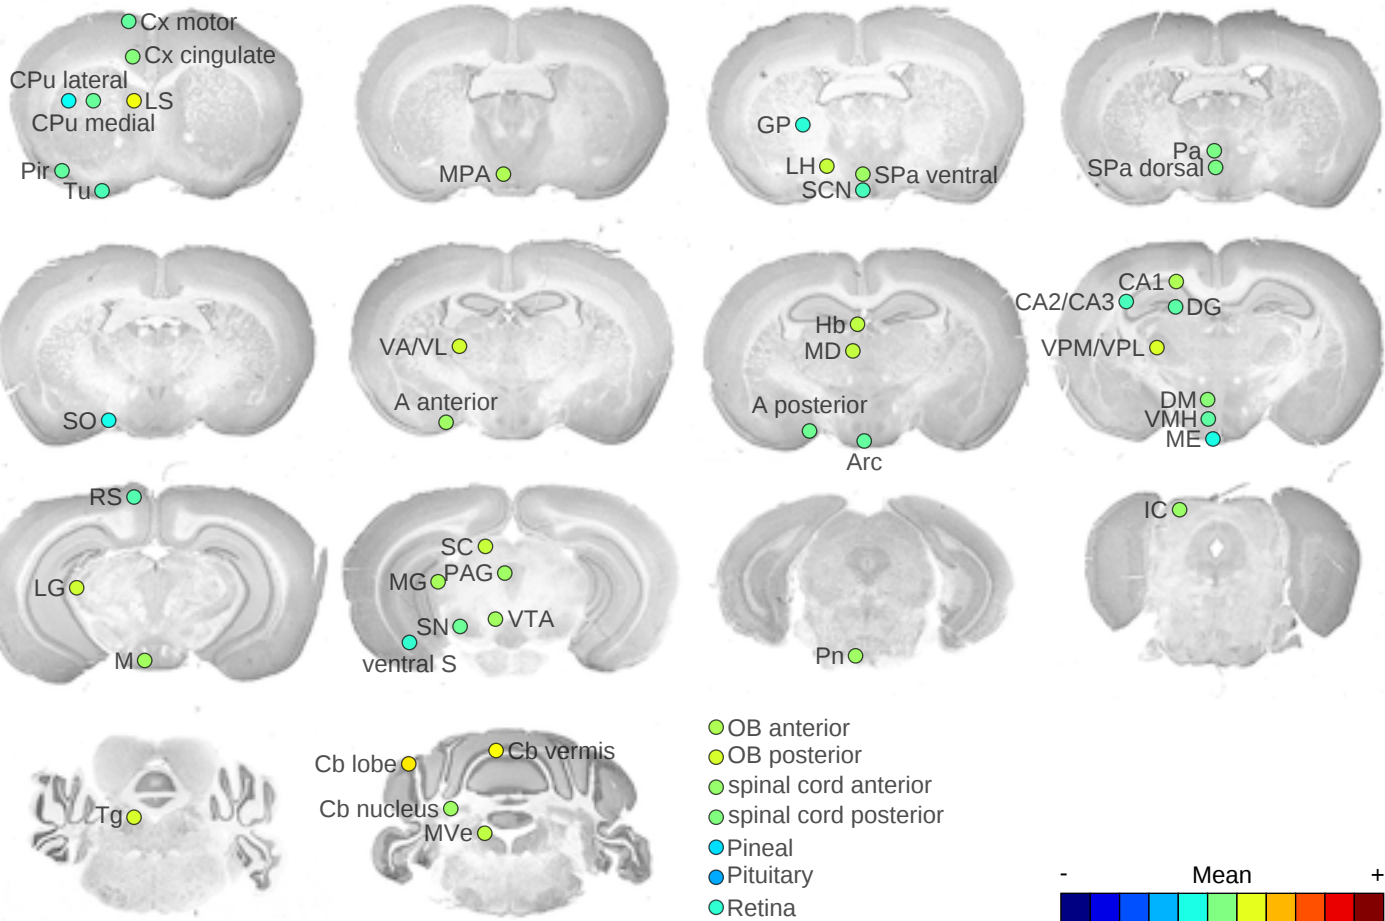 Cx motor
Cx cingulate
CPu lateral
LS
CPu medial
Pir
Tu
MPA
GP
LH
SPa ventral
SCN
Pa
SPa dorsal
SO
VA/VL
A anterior
Hb
MD
A posterior
Arc
CA1
CA2/CA3
DG
VPM/VPL
DM
VMH
ME
RS
LG
M
SC
MG
PAG
SN
VTA
ventral S
Pn
IC
Tg
Cb lobe
Cb vermis
Cb nucleus
MVe
OB anterior
OB posterior
spinal cord anterior
spinal cord posterior
Pineal
Pituitary
Retina
- Mean +